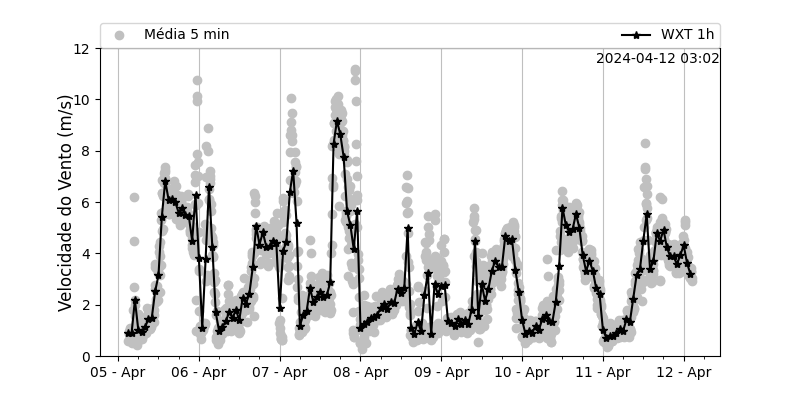 Média 5 min
WXT 1h
2024-04-12 03:02
Velocidade do Vento (m/s)
12
10
8
6
4
2
0
05 - Apr
06 - Apr
07 - Apr
08 - Apr
09 - Apr
10 - Apr
11 - Apr
12 - Apr